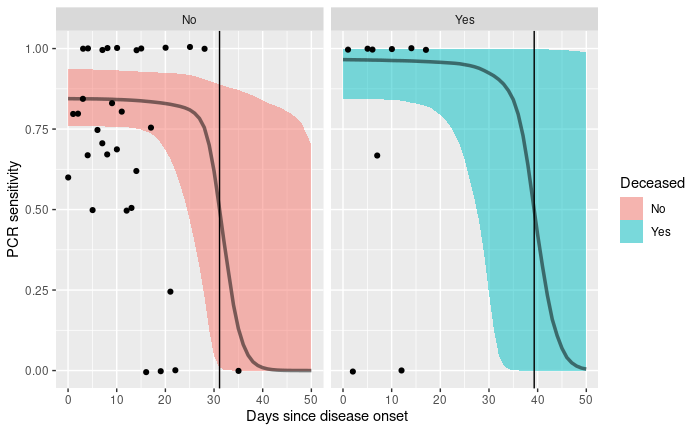 No
Yes
1.00
0.75
0.50
0.25
0.00
PCR sensitivity
0 10 20 30 40 50
0 10 20 30 40 50
Days since disease onset
Deceased
No
Yes